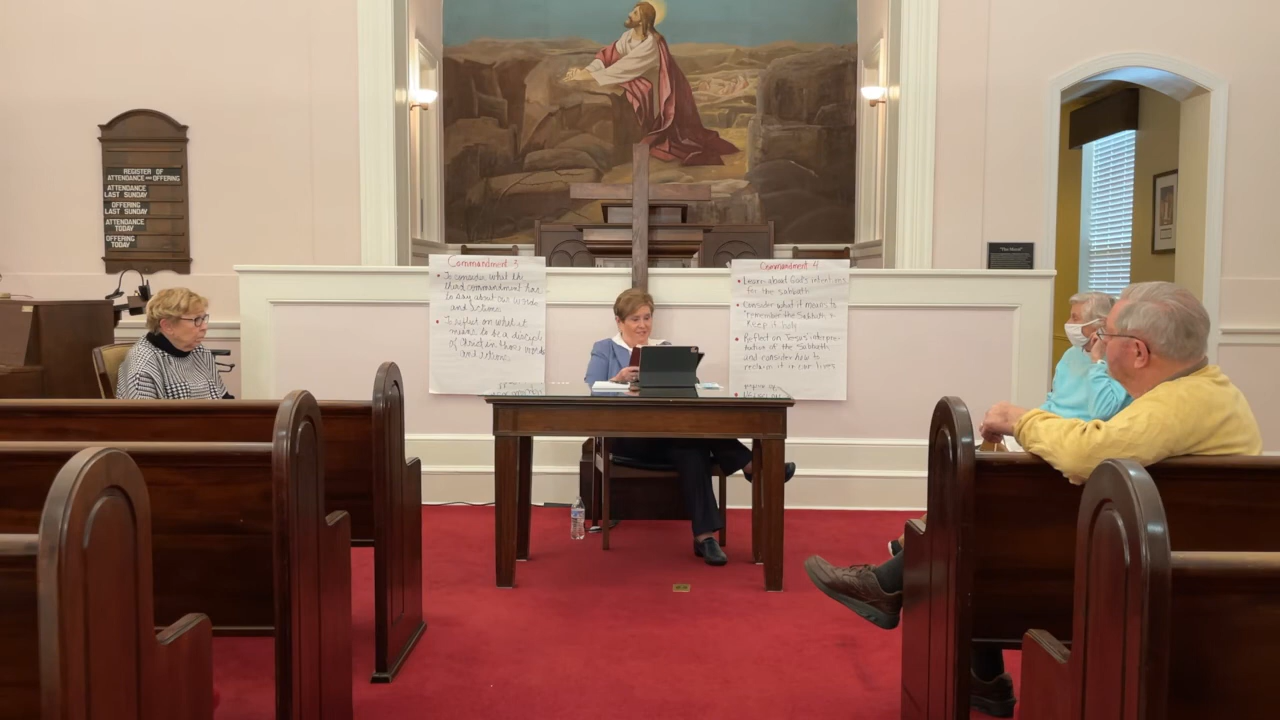 REGISTER OF
ATTENDANCE AND OFFERING
ATTENDANCE
LAST SUNDAY
OFFERING
LAST SUNDAY
ATTENDANCE
TODAY
OFFERING
TODAY
Commandment 3
• To consider what the
third commandment has
to say about our words
and actions
• To reflect on what it
means to be a disciple
of Christ in those words
and actions
Commandment 4
• Learn about God's intentions
for the Sabbath
• Consider what it means to
"remember the Sabbath, to
keep it holy
• Reflect on Jesus' interpre-
tation of the Sabbath
and consider how to
reclaim it in our lives